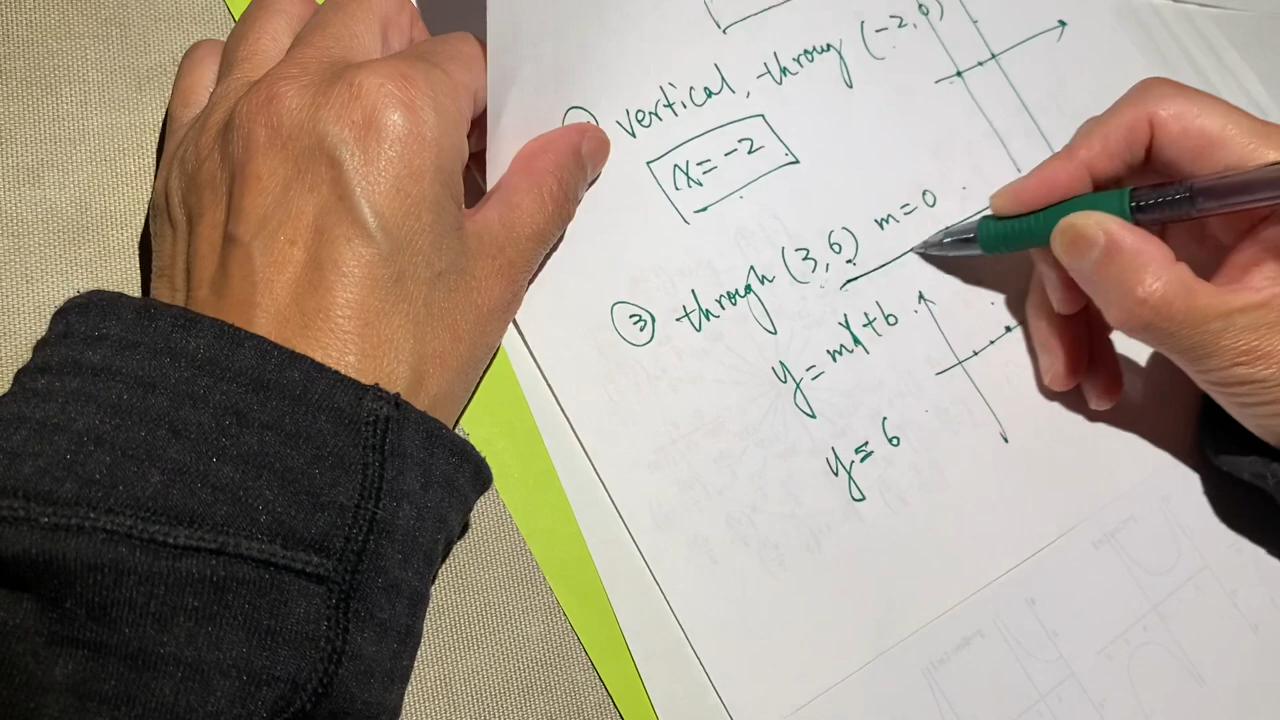 vertical, throug (-2,6)
x = -2
③ through (3,6) m=0
y = mx+b
y = 6